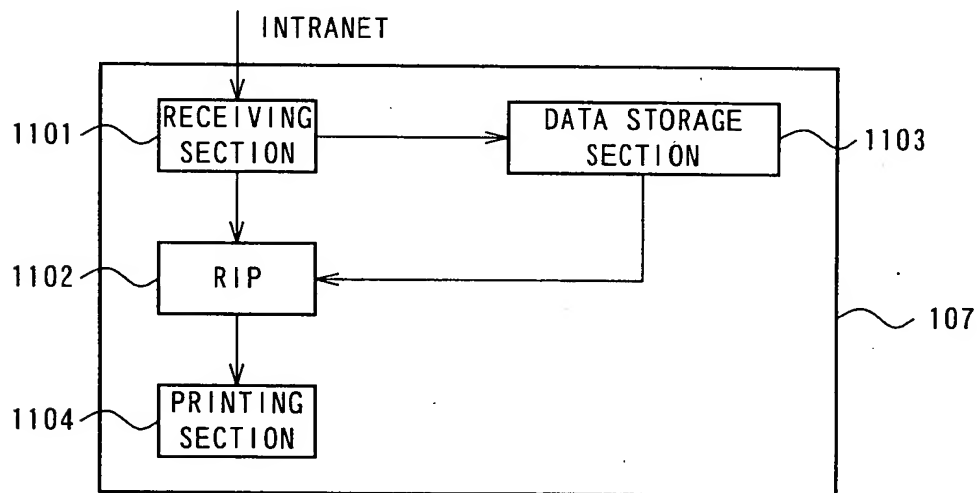 INTRANET
1101
RECEIVING
SECTION
DATA STORAGE
SECTION
1103
1102
RIP
107
1104
PRINTING
SECTION